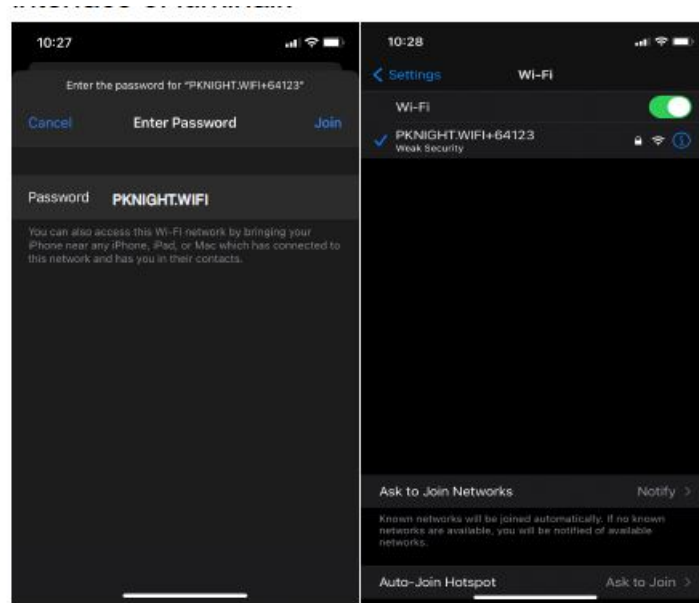 10:27
Enter the password for "PKNIGHT.WIFI+64123"
Cancel
Enter Password
Join
Password
PKNIGHT.WIFI
You can also access this Wi-Fi network by bringing your
iPhone near any iPhone, iPad, or Mac which has connected to
this network and has you in their contacts.
10:28
Settings
Wi-Fi
Wi-Fi
PKNIGHT.WIFI+64123
Weak Security
Ask to Join Networks
Notify
Known networks will be joined automatically. If no known
networks are available, you will be notified of available
networks.
Auto-Join Hotspot
Ask to Join